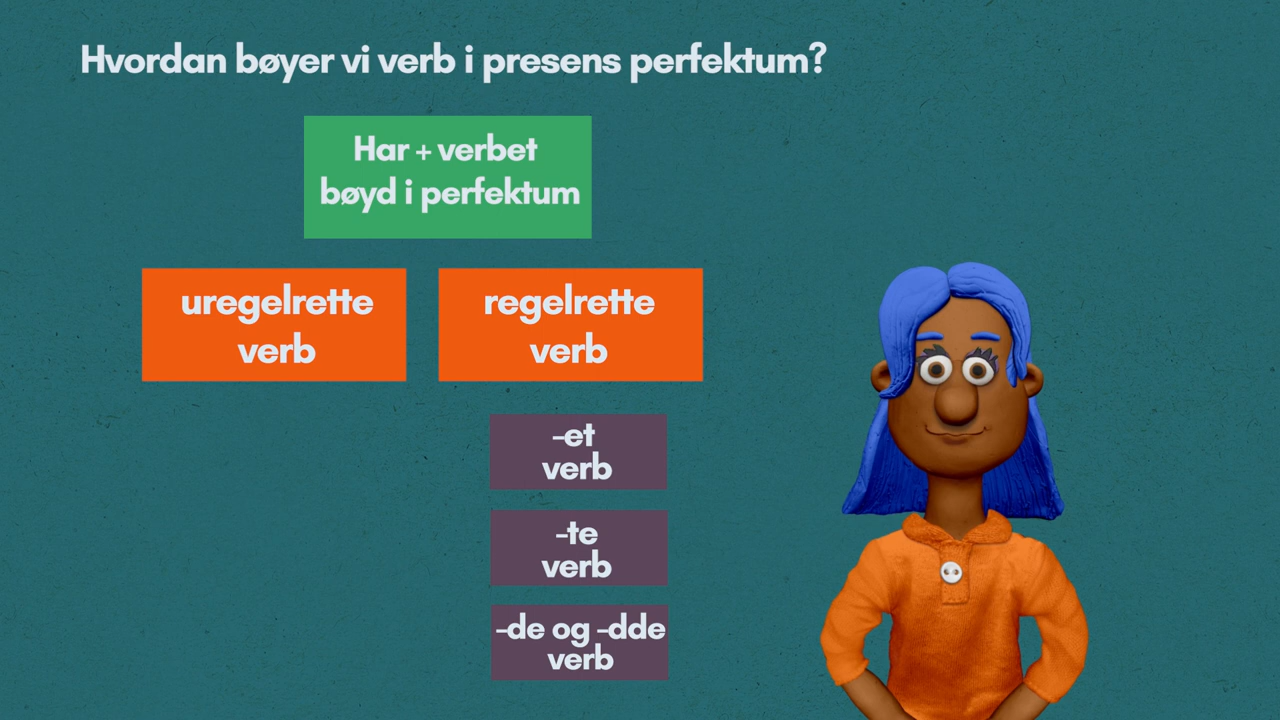 Hvordan bøyer vi verb i presens perfektum?
Har + verbet
bøyd i perfektum
uregelrette
verb
regelrette
verb
-et
verb
-te
verb
-de og -dde
verb